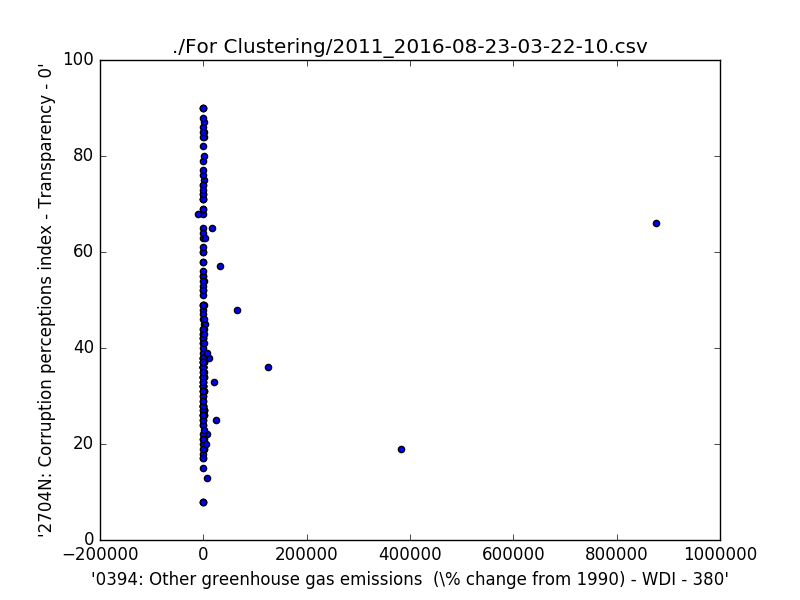 ./For Clustering/2011_2016-08-23-03-22-10.csv
100
80
60
40
20
0
'2704N: Corruption perceptions index - Transparency - 0'
−200000 0 200000 400000 600000 800000 1000000
'0394: Other greenhouse gas emissions  (\% change from 1990) - WDI - 380'